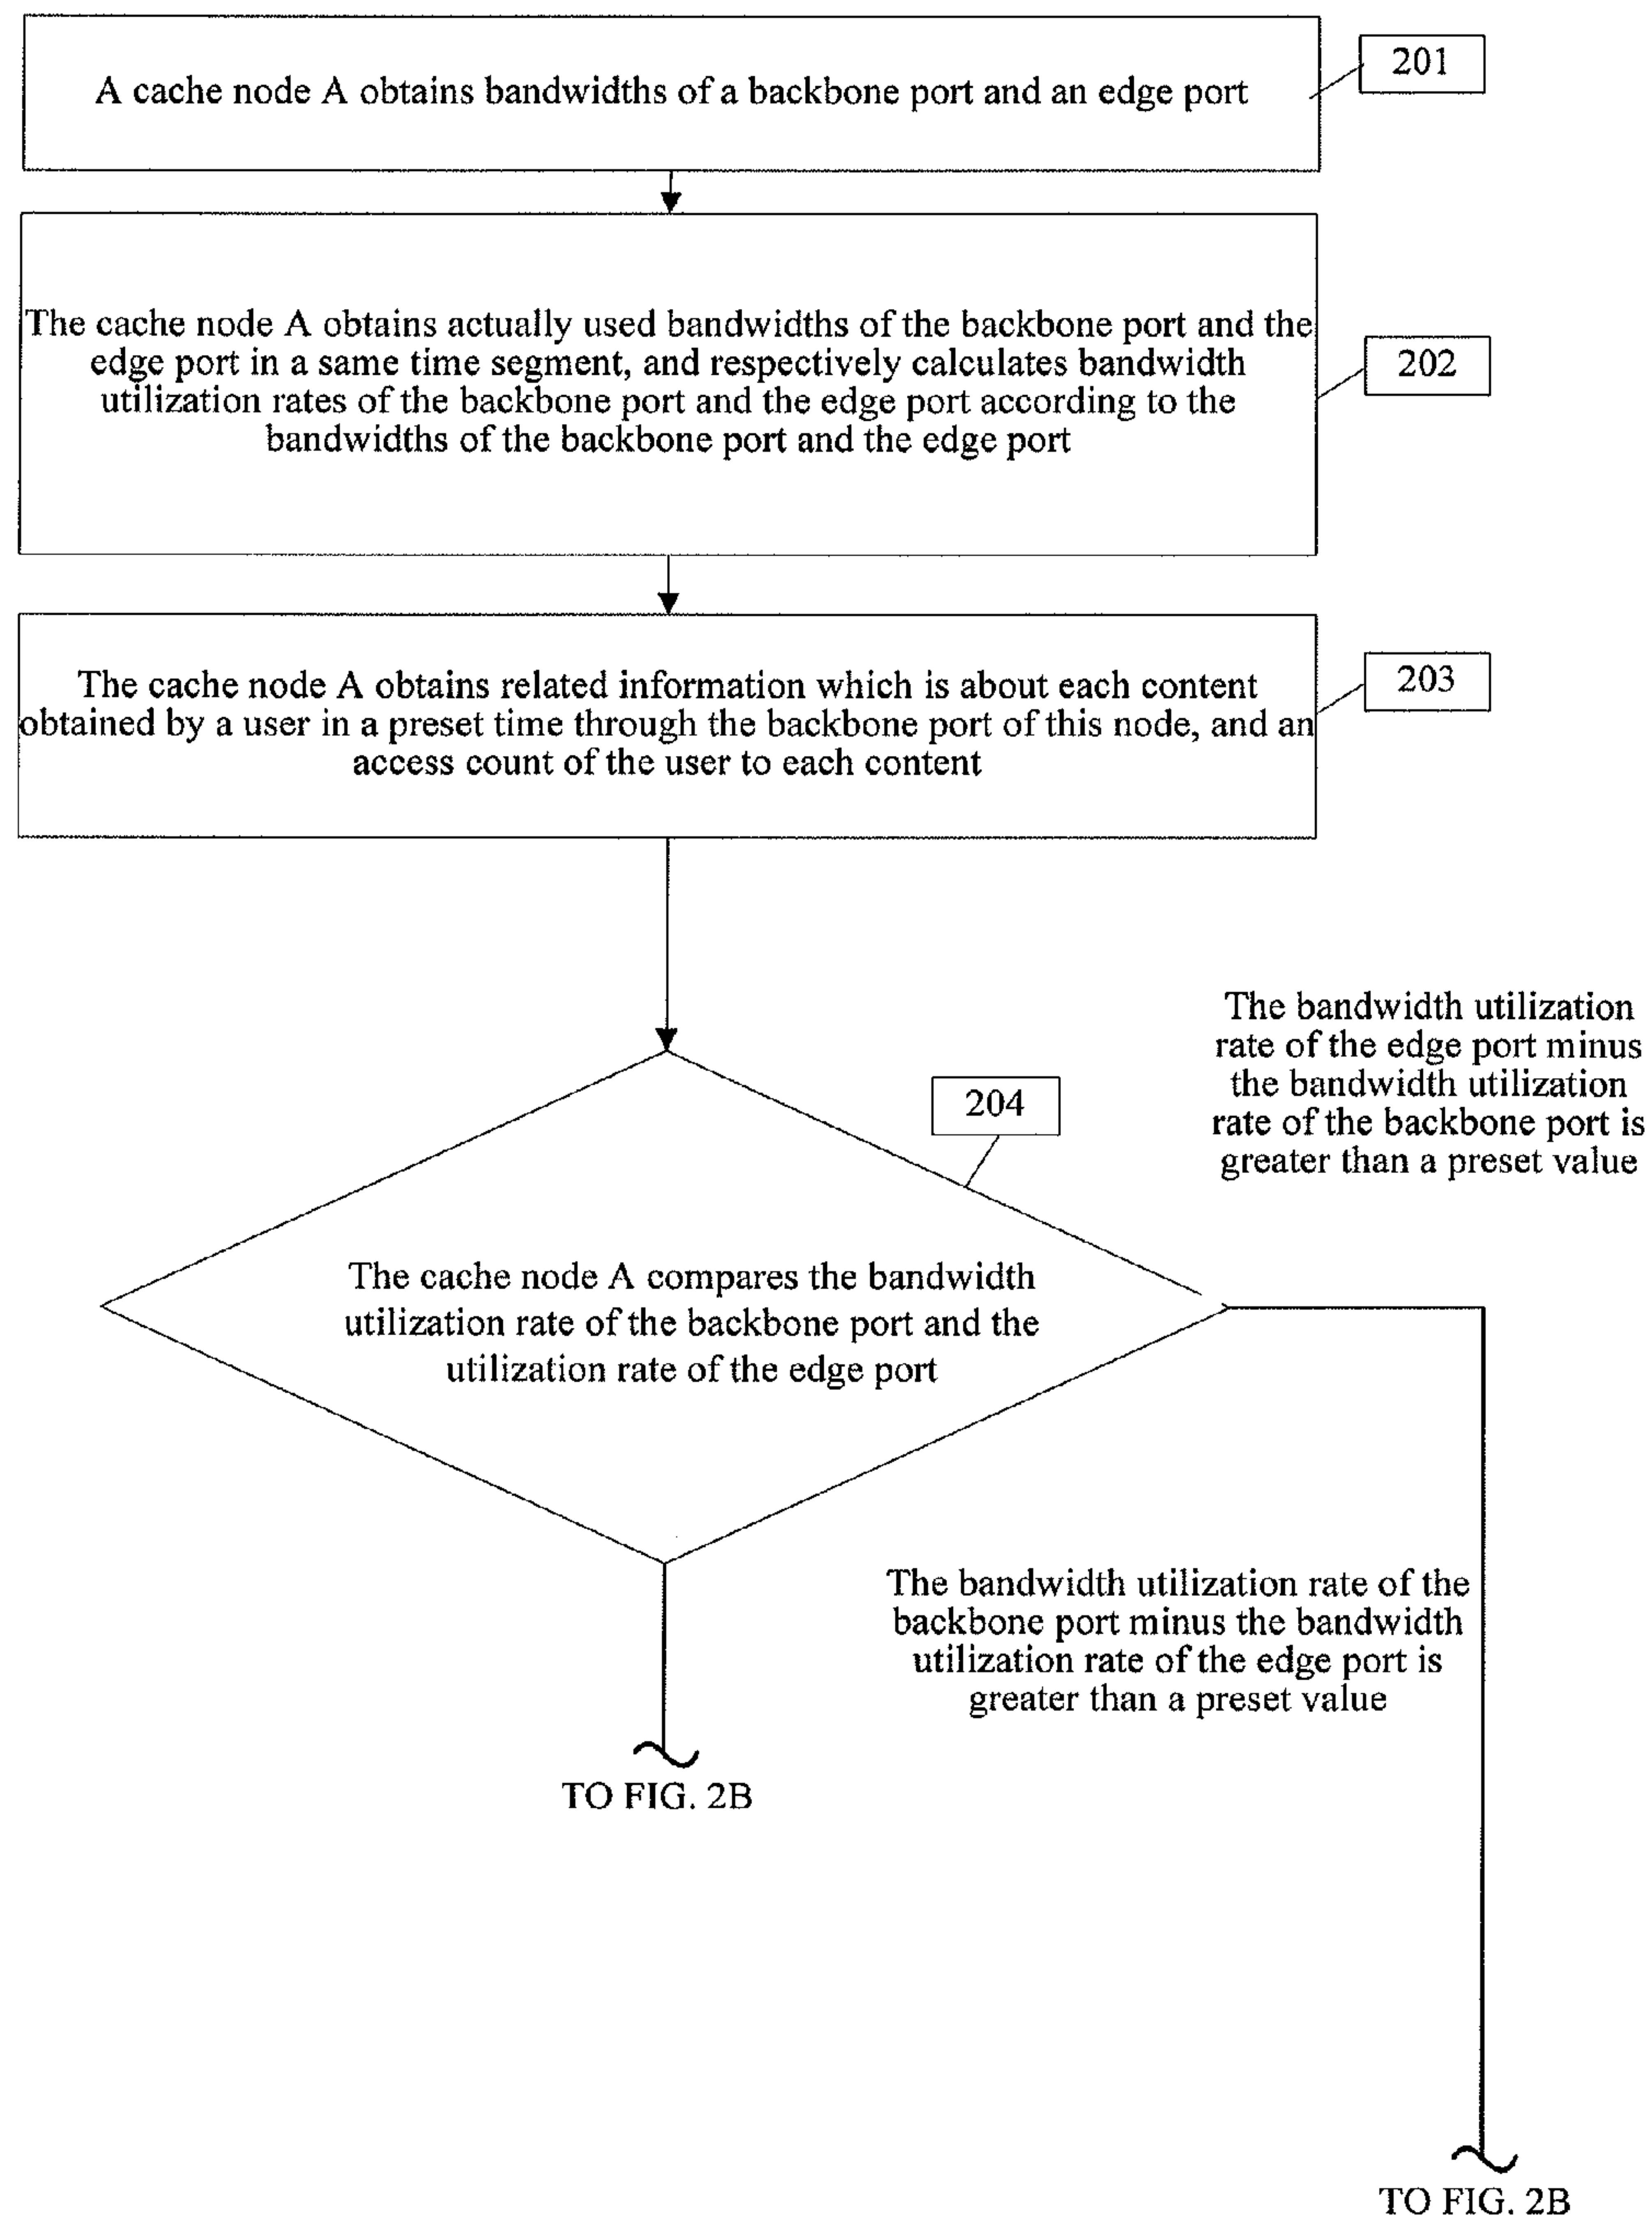 A cache node A obtains bandwidths of a backbone port and an edge port
201
The cache node A obtains actually used bandwidths of the backbone port and the
edge port in a same time segment, and respectively calculates bandwidth
utilization rates of the backbone port and the edge port according to the
bandwidths of the backbone port and the edge port
202
The cache node A obtains related information which is about each content
obtained by a user in a preset time through the backbone port of this node, and an
access count of the user to each content
203
The bandwidth utilization
rate of the edge port minus
the bandwidth utilization
rate of the backbone port is
greater than a preset value
204
The cache node A compares the bandwidth
utilization rate of the backbone port and the
utilization rate of the edge port
The bandwidth utilization rate of the
backbone port minus the bandwidth
utilization rate of the edge port is
greater than a preset value
TO FIG. 2B
TO FIG. 2B